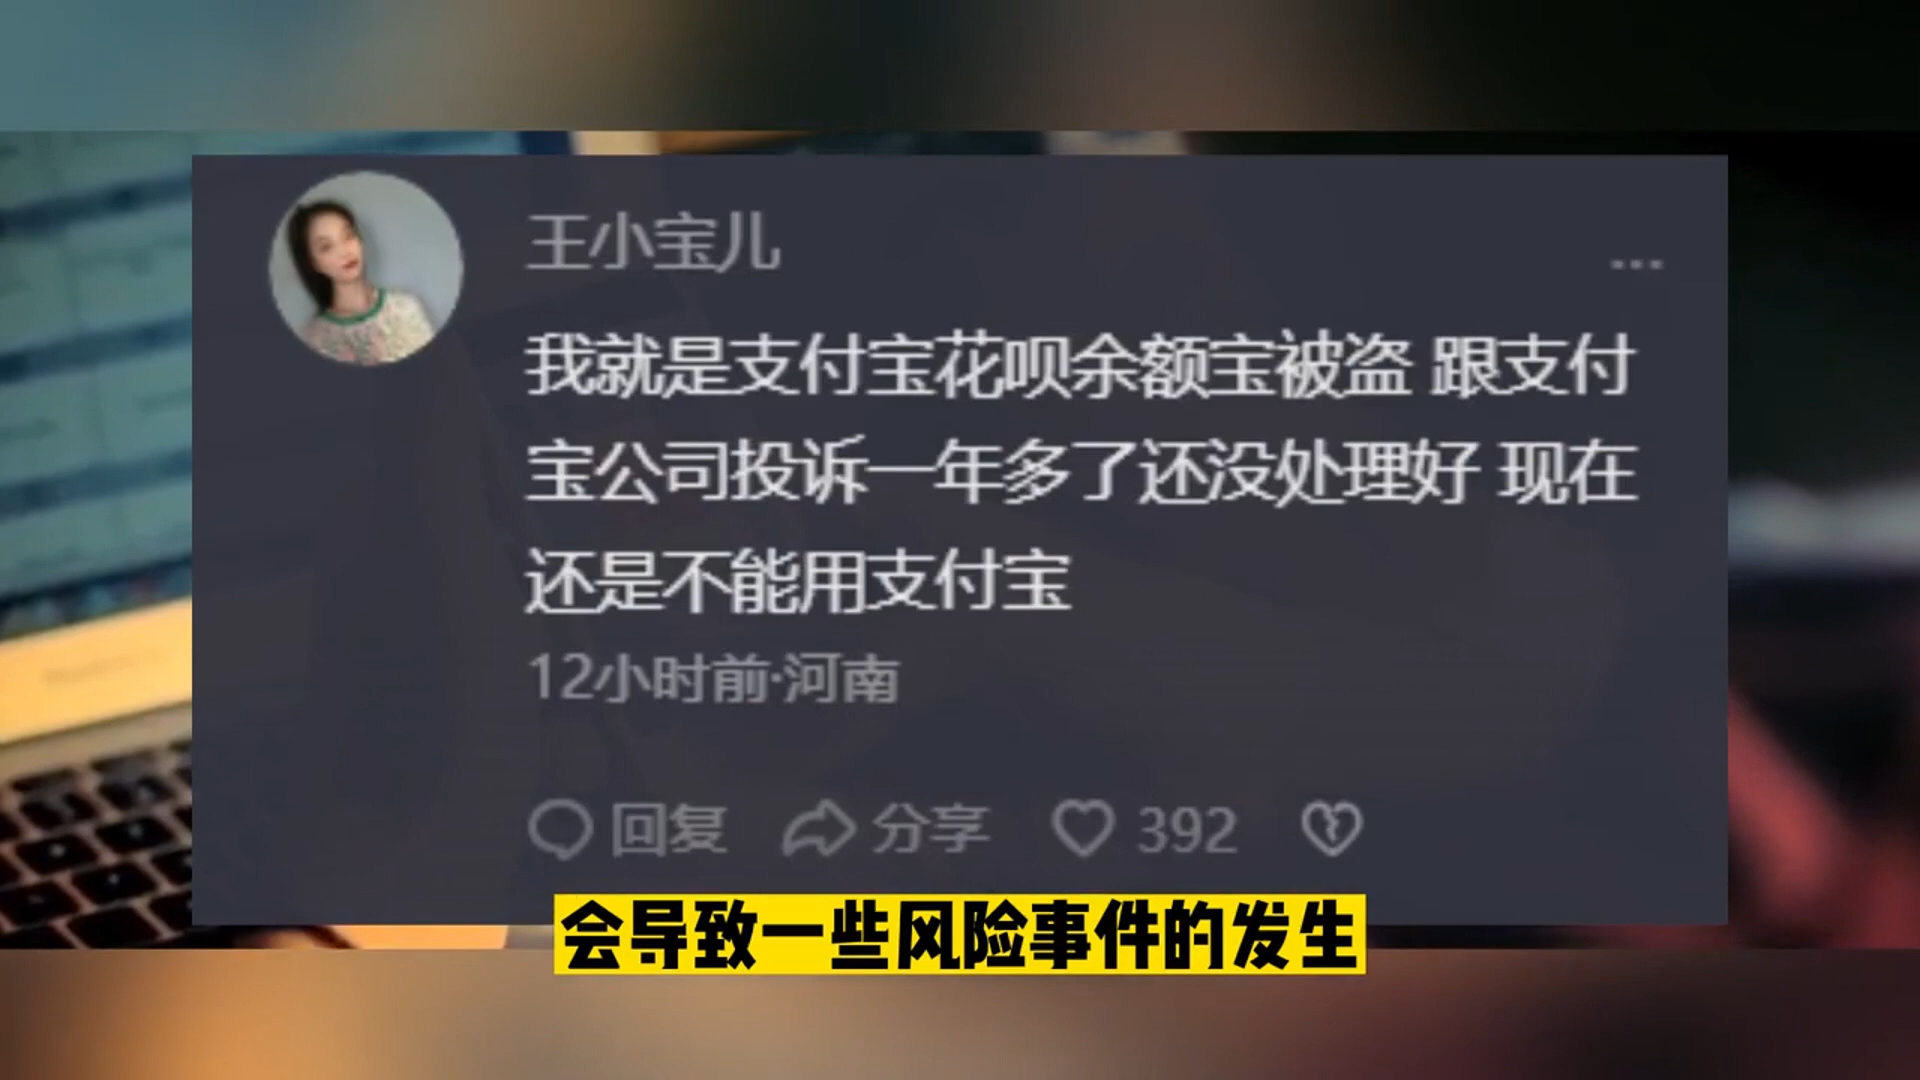 王小宝儿
...
我就是支付宝花呗余额宝被盗 跟支付
宝公司投诉一年多了还没处理好 现在
还是不能用支付宝
12小时前·河南
回复 分享 392
会导致一些风险事件的发生